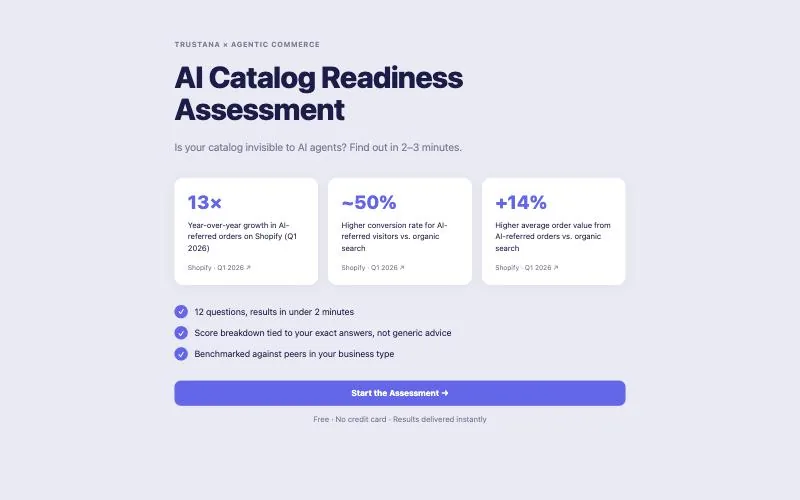 TRUSTANA × AGENTIC COMMERCE
AI Catalog Readiness
Assessment
Is your catalog invisible to AI agents? Find out in 2–3 minutes.
13×
Year-over-year growth in AI-
referred orders on Shopify (Q1
2026)
Shopify · Q1 2026 ↗
~50%
Higher conversion rate for AI-
referred visitors vs. organic
search
Shopify · Q1 2026 ↗
+14%
Higher average order value from
AI-referred orders vs. organic
search
Shopify · Q1 2026 ↗
12 questions, results in under 2 minutes
Score breakdown tied to your exact answers, not generic advice
Benchmarked against peers in your business type
Start the Assessment →
Free · No credit card · Results delivered instantly